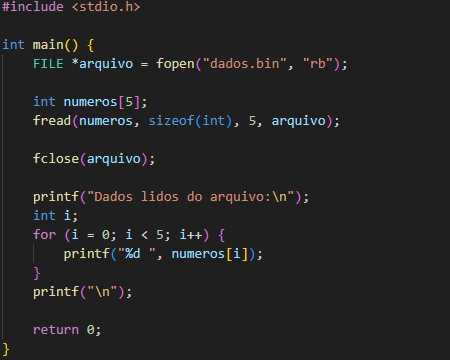 #include <stdio.h>
int main() {
FILE *arquivo = fopen("dados.bin", "rb");
int numeros[5];
fread(numeros, sizeof(int), 5, arquivo);
fclose(arquivo);
printf("Dados lidos do arquivo:\n");
int i;
for (i = 0; i < 5; i++) {
printf("%d ", numeros[i]);
}
printf("\n");
return 0;
}